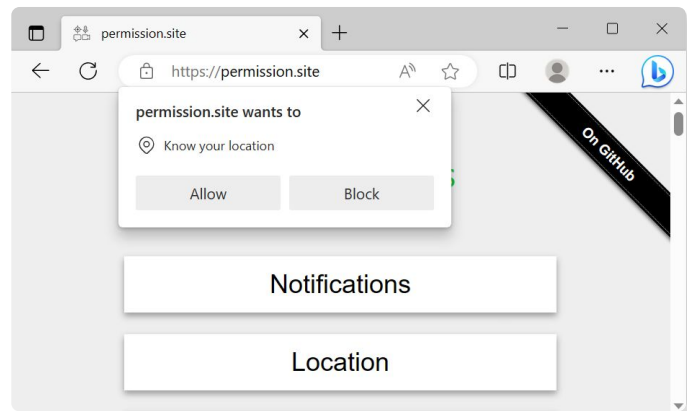 permission.site
https://permission.site
permission.site wants to
Know your location
Allow Block
On GitHub
Notifications
Location